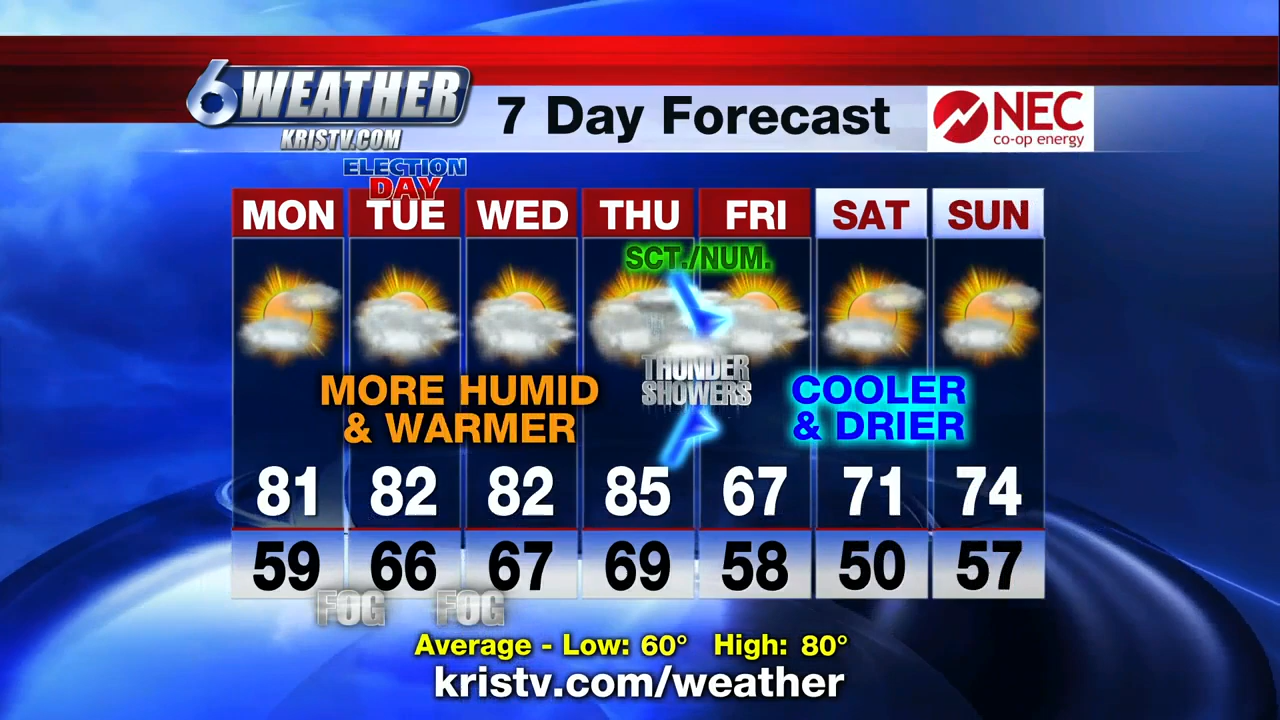 6 WEATHER
KRISTV.COM
7 Day Forecast
NEC
co-op energy
ELECTION
DAY
MON TUE WED THU FRI SAT SUN
SCT./NUM.
THUNDER
SHOWERS
MORE HUMID
& WARMER
COOLER
& DRIER
81 82 82 85 67 71 74
59 66 67 69 58 50 57
FOG FOG
Average - Low: 60° High: 80°
kristv.com/weather